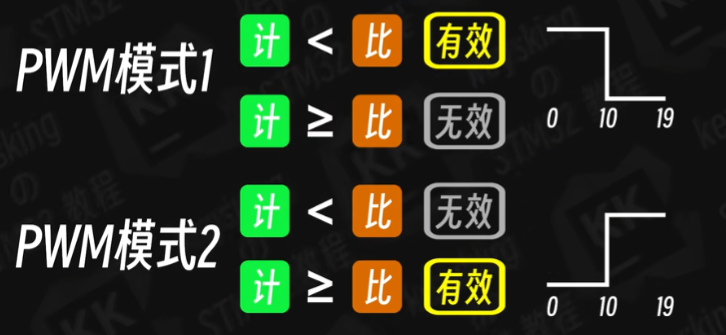 PWM模式1
计 < 比 有效
计 ≥ 比 无效
0 10 19
PWM模式2
计 < 比 无效
计 ≥ 比 有效
0 10 19